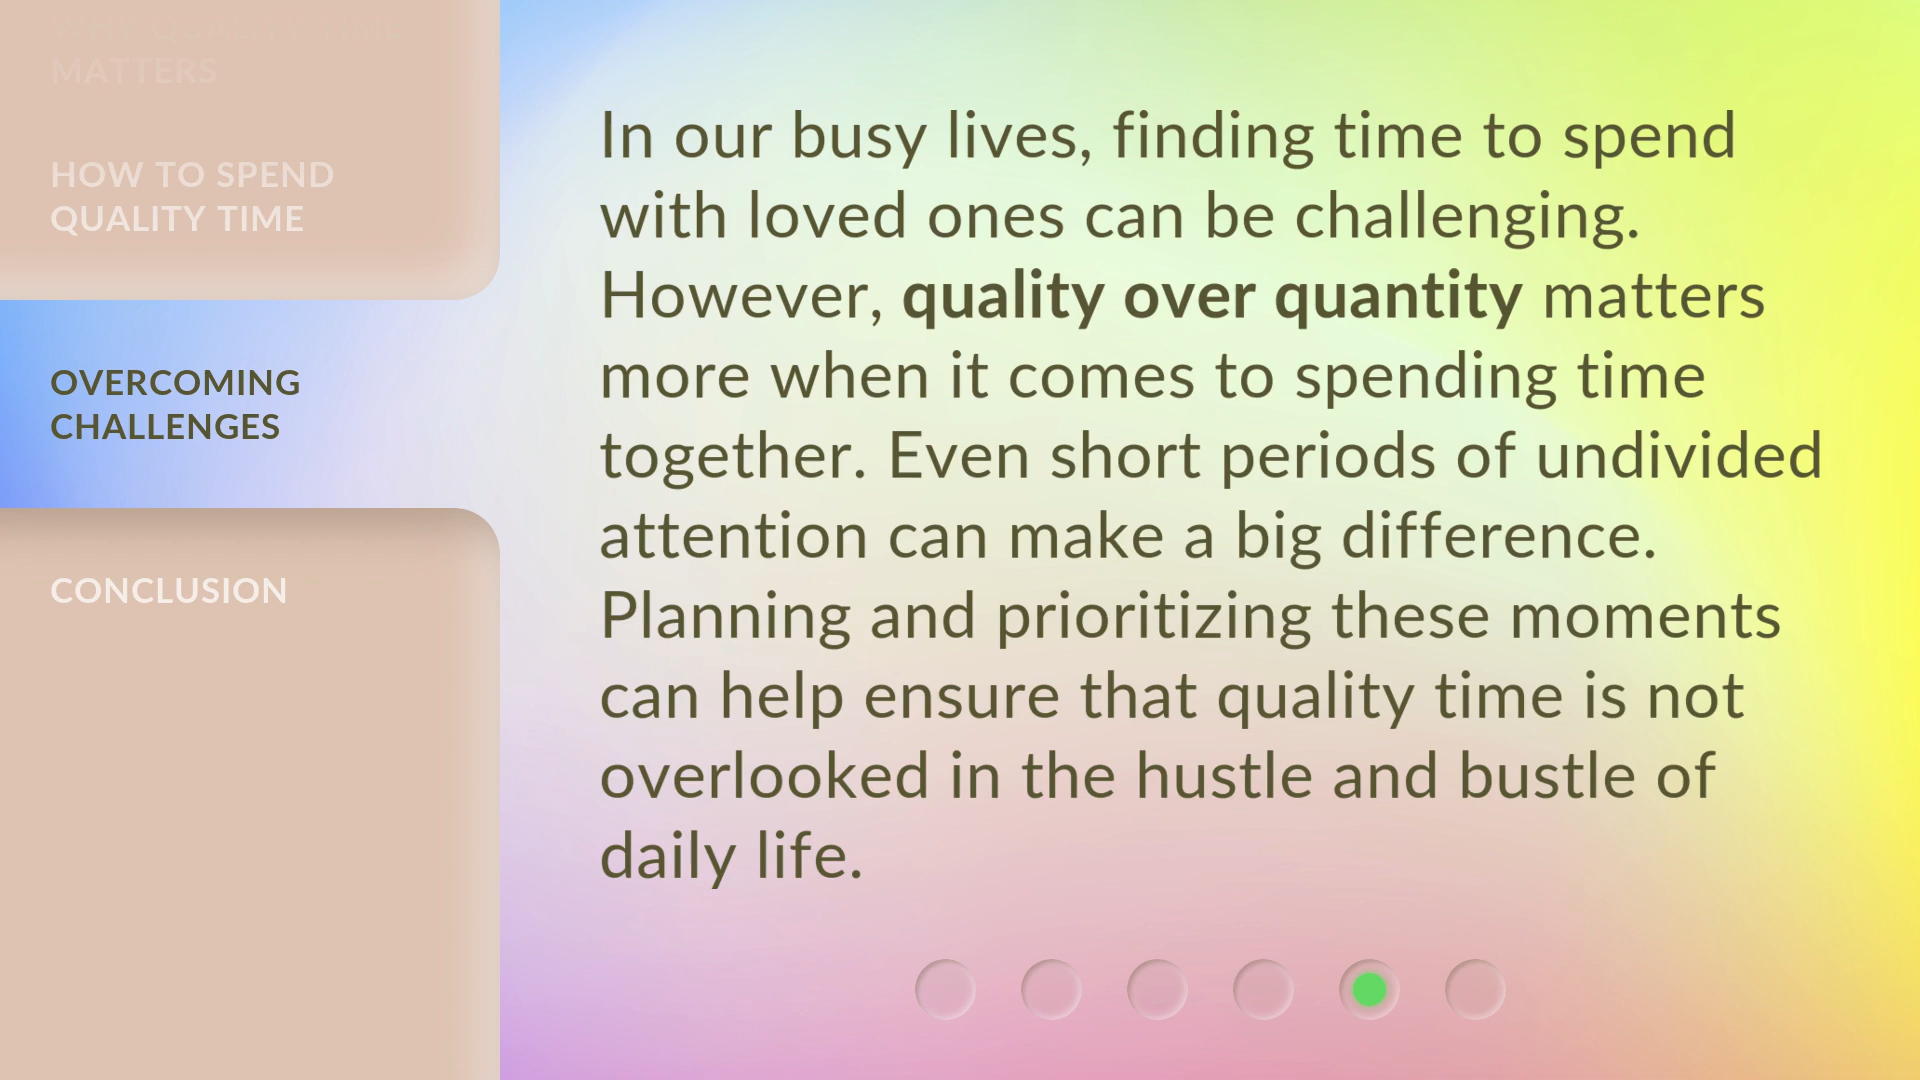 WHY QUALITY TIME
MATTERS
HOW TO SPEND
QUALITY TIME
OVERCOMING
CHALLENGES
CONCLUSION
In our busy lives, finding time to spend
with loved ones can be challenging.
However, quality over quantity matters
more when it comes to spending time
together. Even short periods of undivided
attention can make a big difference.
Planning and prioritizing these moments
can help ensure that quality time is not
overlooked in the hustle and bustle of
daily life.